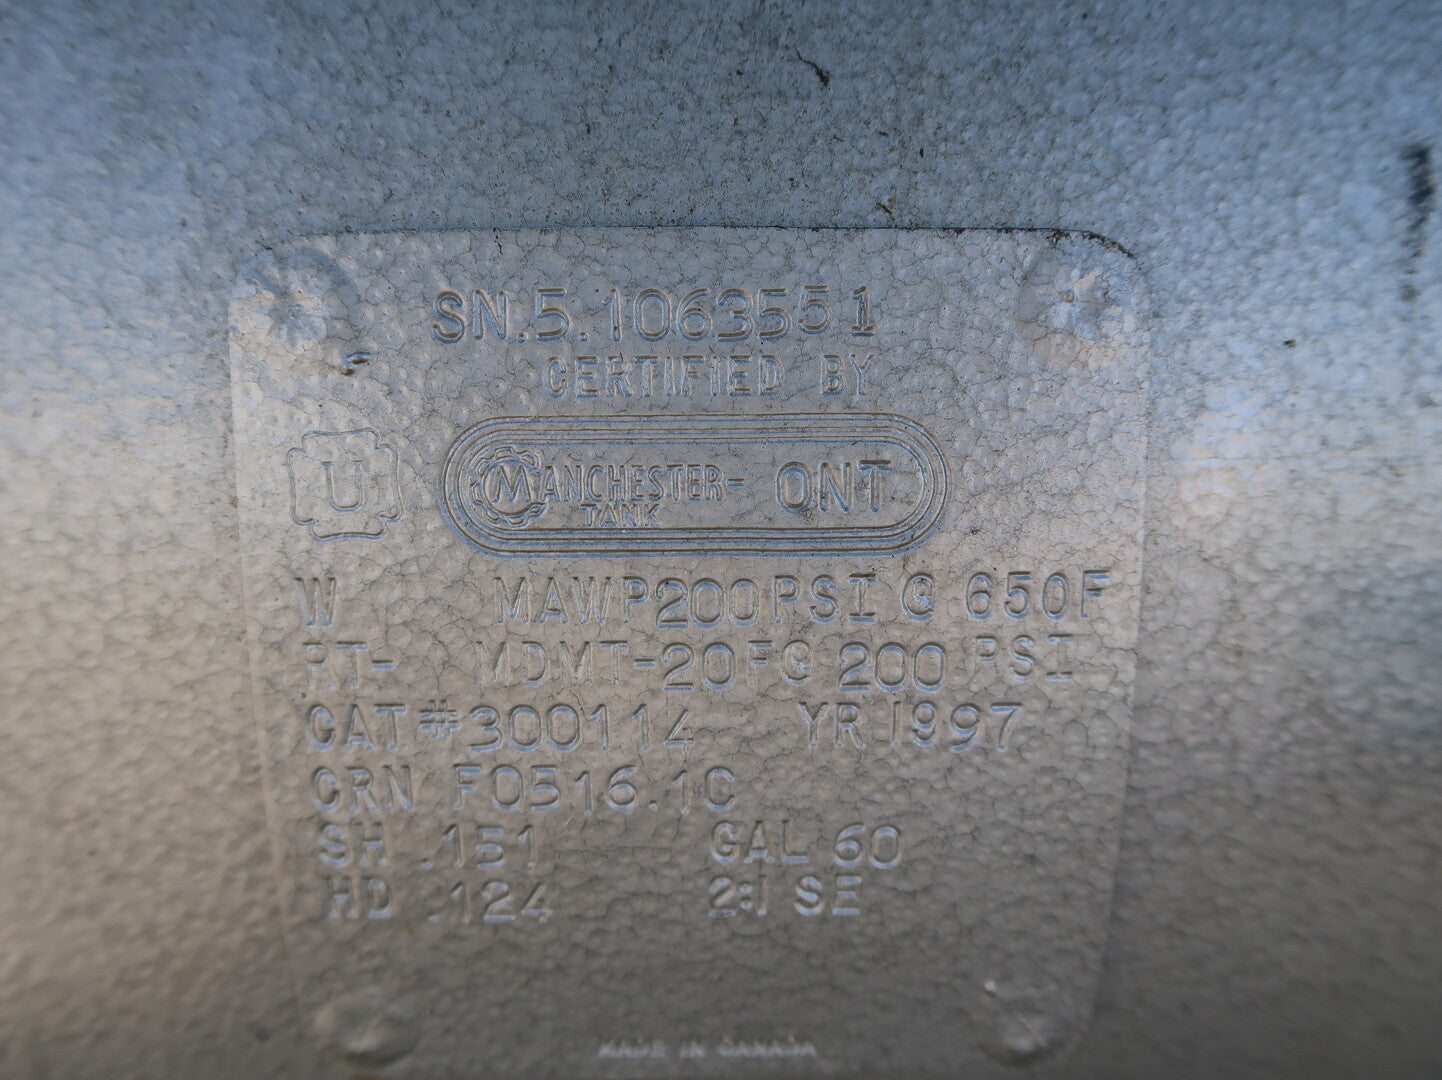 SN.5.1063551
CERTIFIED BY
U
MANCHESTER-
TANK
ONT
W MAWP200PSI G 650F
RT- MDMT-20FG 200 PSI
CAT#300114 YR 1997
CRN F0516.1C
SH .151 GAL 60
HD .124 2:1 SE
MADE IN CANADA